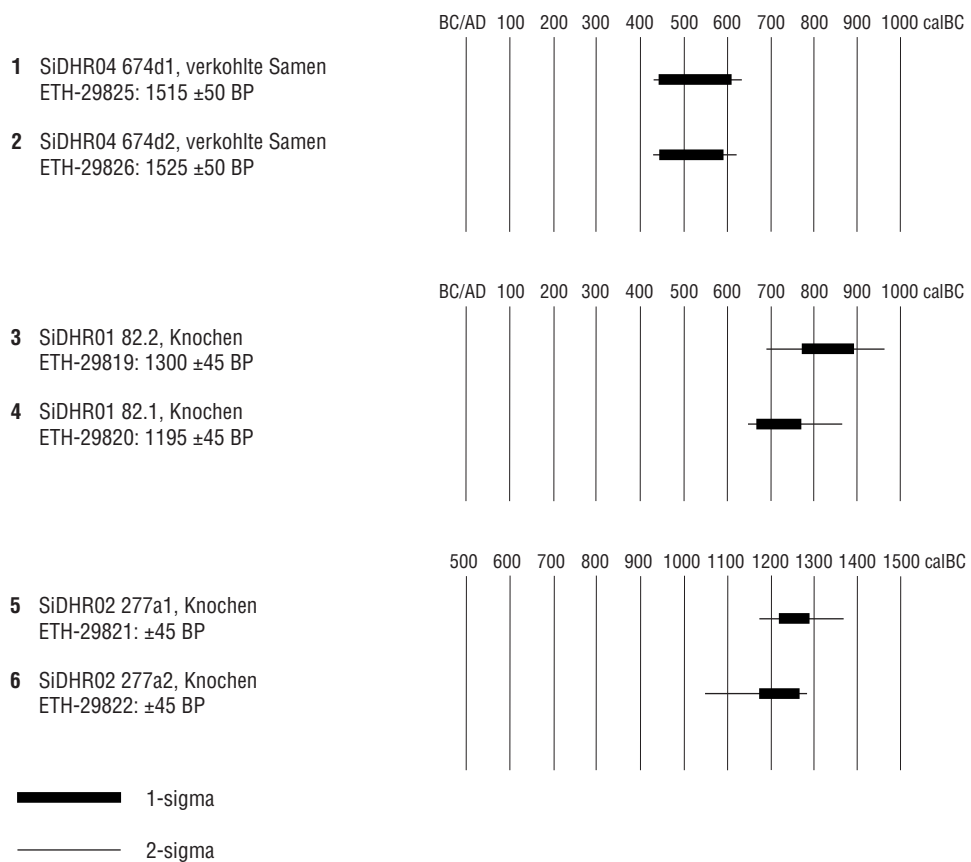 BC/AD 100 200 300 400 500 600 700 800 900 1000 calBC
1 SiDHR04 674d1, verkohlte Samen
ETH-29825: 1515 ±50 BP
2 SiDHR04 674d2, verkohlte Samen
ETH-29826: 1525 ±50 BP
BC/AD 100 200 300 400 500 600 700 800 900 1000 calBC
3 SiDHR01 82.2, Knochen
ETH-29819: 1300 ±45 BP
4 SiDHR01 82.1, Knochen
ETH-29820: 1195 ±45 BP
500 600 700 800 900 1000 1100 1200 1300 1400 1500 calBC
5 SiDHR02 277a1, Knochen
ETH-29821: ±45 BP
6 SiDHR02 277a2, Knochen
ETH-29822: ±45 BP
1-sigma
2-sigma